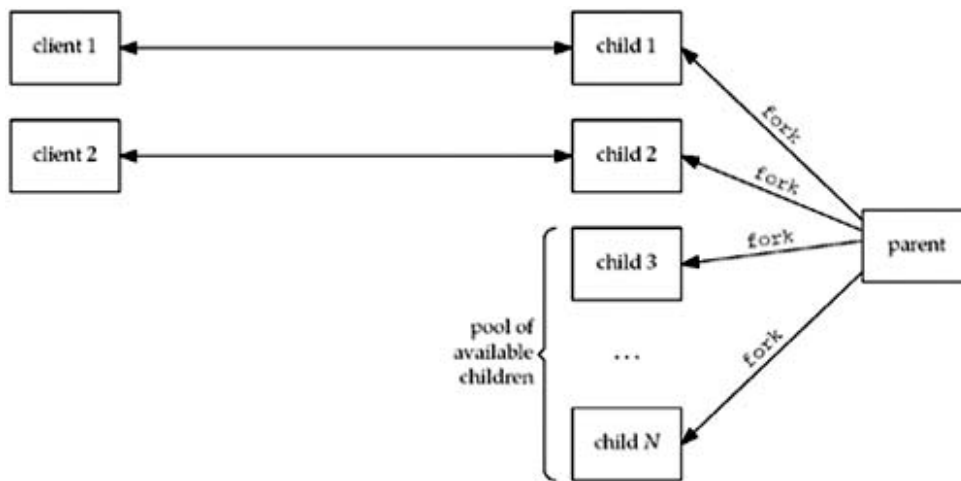 client 1
child 1
fork
client 2
child 2
fork
fork
child 3
parent
pool of
available
children
...
fork
child N